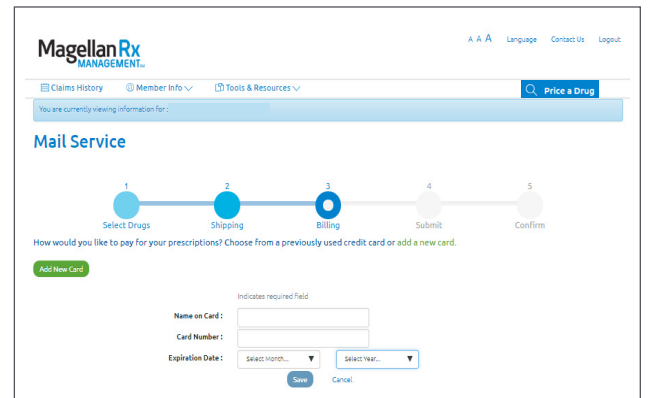 A A A Language Contact Us Logout
Magellan Rx
MANAGEMENT
Claims History Member Info Tools & Resources Price a Drug
You are currently viewing information for :
Mail Service
1 2 3 4 5
Select Drugs Shipping Billing Submit Confirm
How would you like to pay for your prescriptions? Choose from a previously used credit card or add a new card.
Add New Card
Indicates required field
Name on Card :
Card Number :
Expiration Date : Select Month... Select Year...
Save Cancel